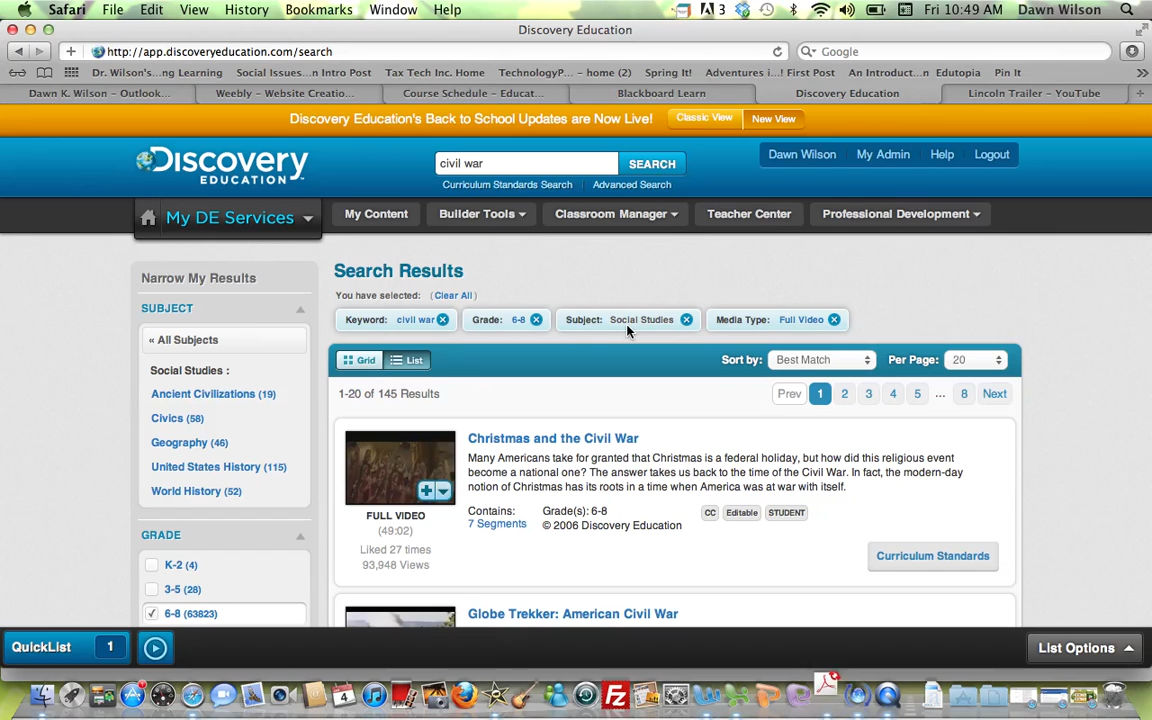 Safari File Edit View History Bookmarks Window Help 3 Fri 10:49 AM Dawn Wilson
Discovery Education
http://app.discoveryeducation.com/search Google
Dr. Wilson's...ng Learning Social Issues...n Intro Post Tax Tech Inc. Home TechnologyP... – home (2) Spring It! Adventures i...! First Post An Introduct...n Edutopia Pin It
Dawn K. Wilson – Outlook... Weebly – Website Creatio... Course Schedule – Educat... Blackboard Learn Discovery Education Lincoln Trailer – YouTube
Discovery Education's Back to School Updates are Now Live! Classic View New View
Discovery EDUCATION civil war SEARCH Dawn Wilson My Admin Help Logout
Curriculum Standards Search Advanced Search
My DE Services My Content Builder Tools Classroom Manager Teacher Center Professional Development
Narrow My Results
SUBJECT
« All Subjects
Social Studies :
Ancient Civilizations (19)
Civics (58)
Geography (46)
United States History (115)
World History (52)
GRADE
K-2 (4)
3-5 (28)
6-8 (63823)
Search Results
You have selected: (Clear All)
Keyword: civil war Grade: 6-8 Subject: Social Studies Media Type: Full Video
Grid List Sort by: Best Match Per Page: 20
1-20 of 145 Results Prev 1 2 3 4 5 ... 8 Next
Christmas and the Civil War
Many Americans take for granted that Christmas is a federal holiday, but how did this religious event
become a national one? The answer takes us back to the time of the Civil War. In fact, the modern-day
notion of Christmas has its roots in a time when America was at war with itself.
FULL VIDEO
(49:02)
Liked 27 times
93,948 Views
Contains: Grade(s): 6-8 CC Editable STUDENT
7 Segments © 2006 Discovery Education
Curriculum Standards
Globe Trekker: American Civil War
QuickList 1 List Options